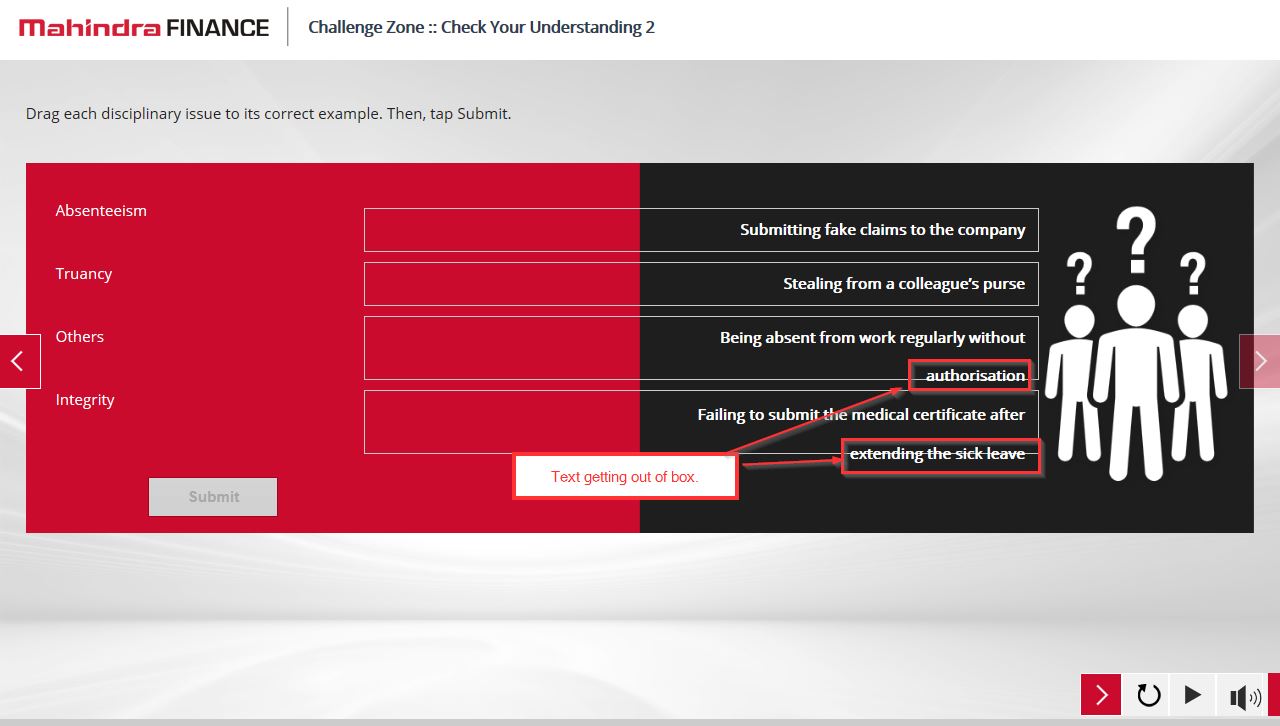 Mahindra FINANCE
Challenge Zone :: Check Your Understanding 2
Drag each disciplinary issue to its correct example. Then, tap Submit.
Absenteeism
Submitting fake claims to the company
Truancy
Stealing from a colleague's purse
Others
Being absent from work regularly without
authorisation
Integrity
Failing to submit the medical certificate after
extending the sick leave
Text getting out of box.
Submit